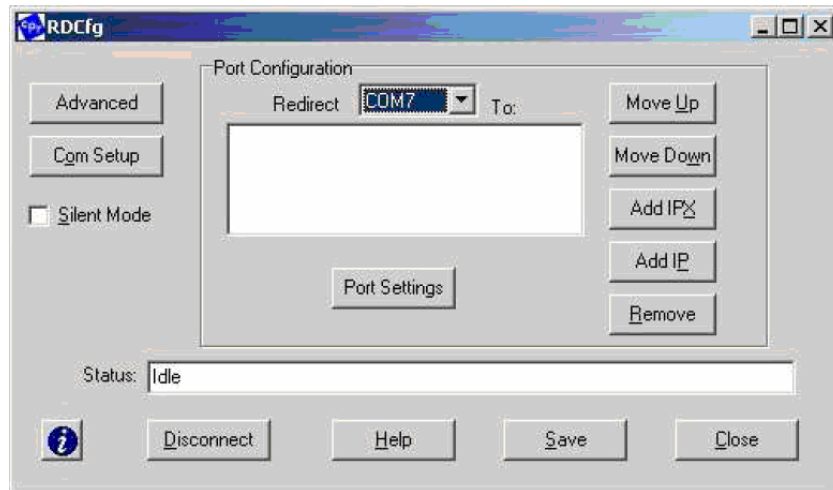 RDCfg
Port Configuration
Advanced
Redirect COM7 To:
Move Up
Com Setup
Move Down
Silent Mode
Add IPX
Add IP
Port Settings
Remove
Status: Idle
Disconnect
Help
Save
Close